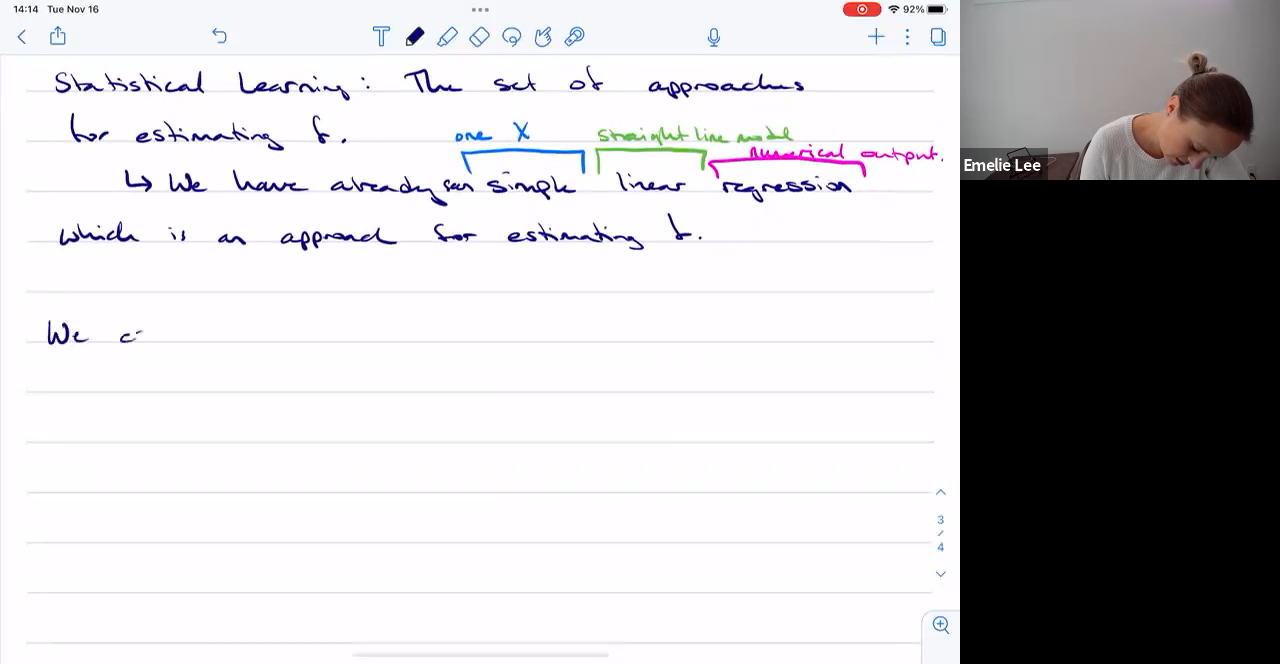 14:14 Tue Nov 16
92%
Statistical Learning: The set of approaches
for estimating f.
one X
straight line model
numerical output.
↳ We have already seen simple linear regression
which is an approach for estimating f.
We
3
/
4
Emelie Lee